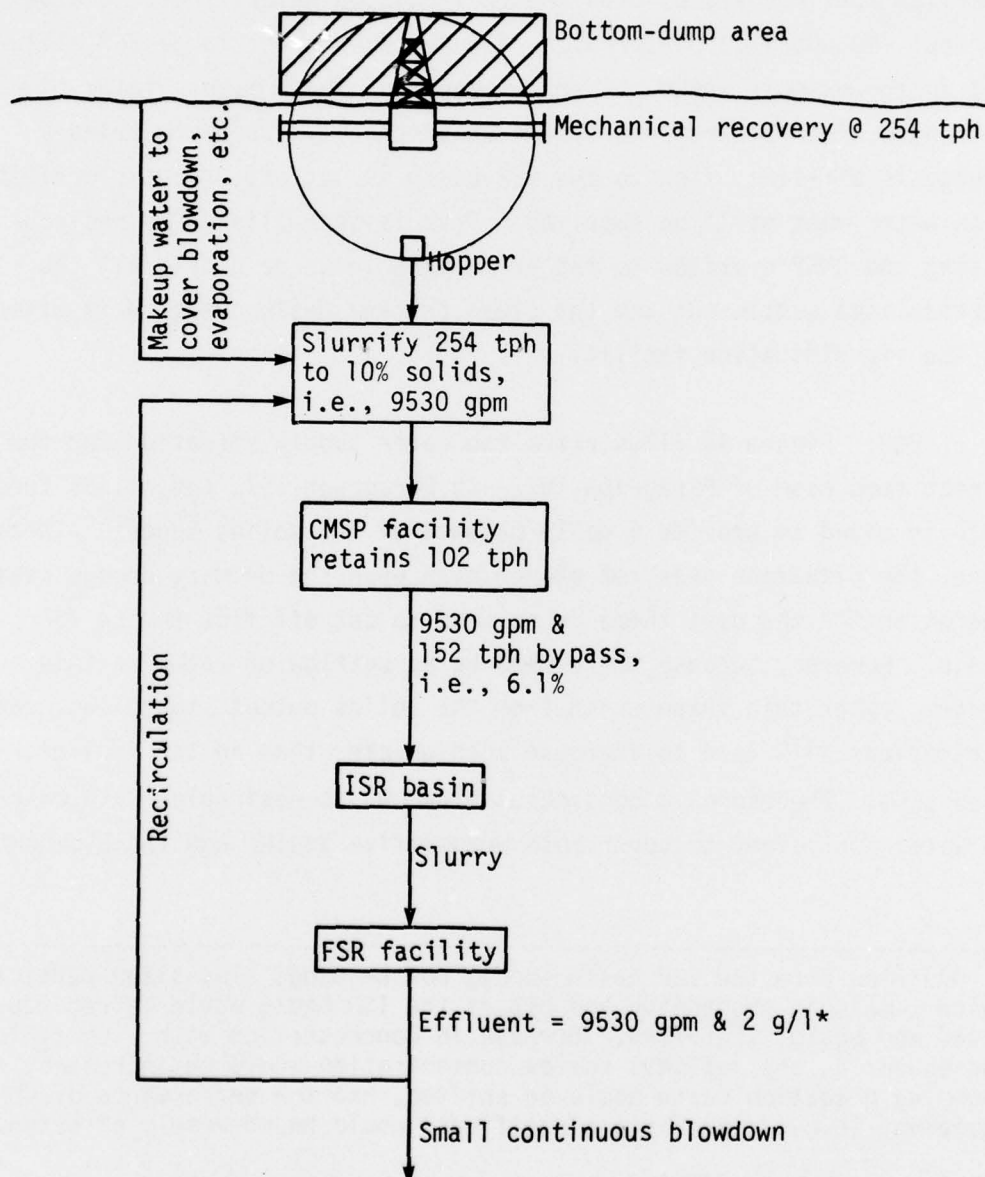 Bottom-dump area
Mechanical recovery @ 254 tph
Makeup water to
cover blowdown,
evaporation, etc.
Hopper
Slurrify 254 tph
to 10% solids,
i.e., 9530 gpm
CMSP facility
retains 102 tph
9530 gpm &
152 tph bypass,
i.e., 6.1%
Recirculation
ISR basin
Slurry
FSR facility
Effluent = 9530 gpm & 2 g/l*
Small continuous blowdown